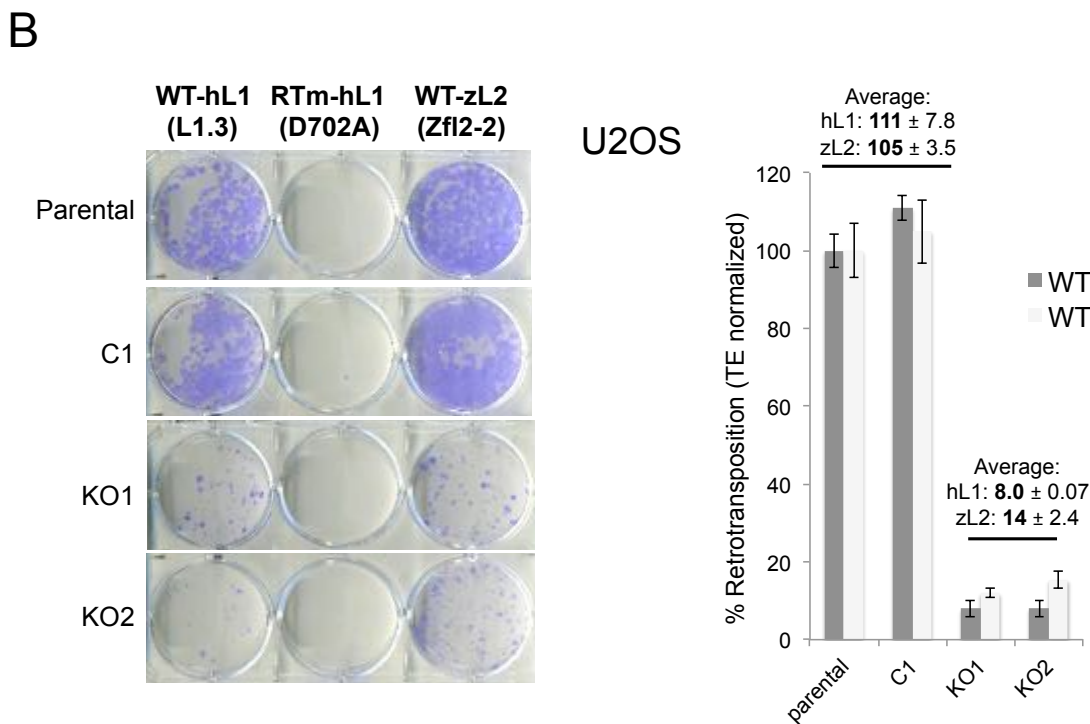 B
WT-hL1 RTm-hL1 WT-zL2
(L1.3) (D702A) (Zfl2-2)
Parental
C1
KO1
KO2
U2OS
Average:
hL1: 111 ± 7.8
zL2: 105 ± 3.5
% Retrotransposition (TE normalized)
120
100
80
60
40
20
0
WT
WT
Average:
hL1: 8.0 ± 0.07
zL2: 14 ± 2.4
parental
C1
KO1
KO2